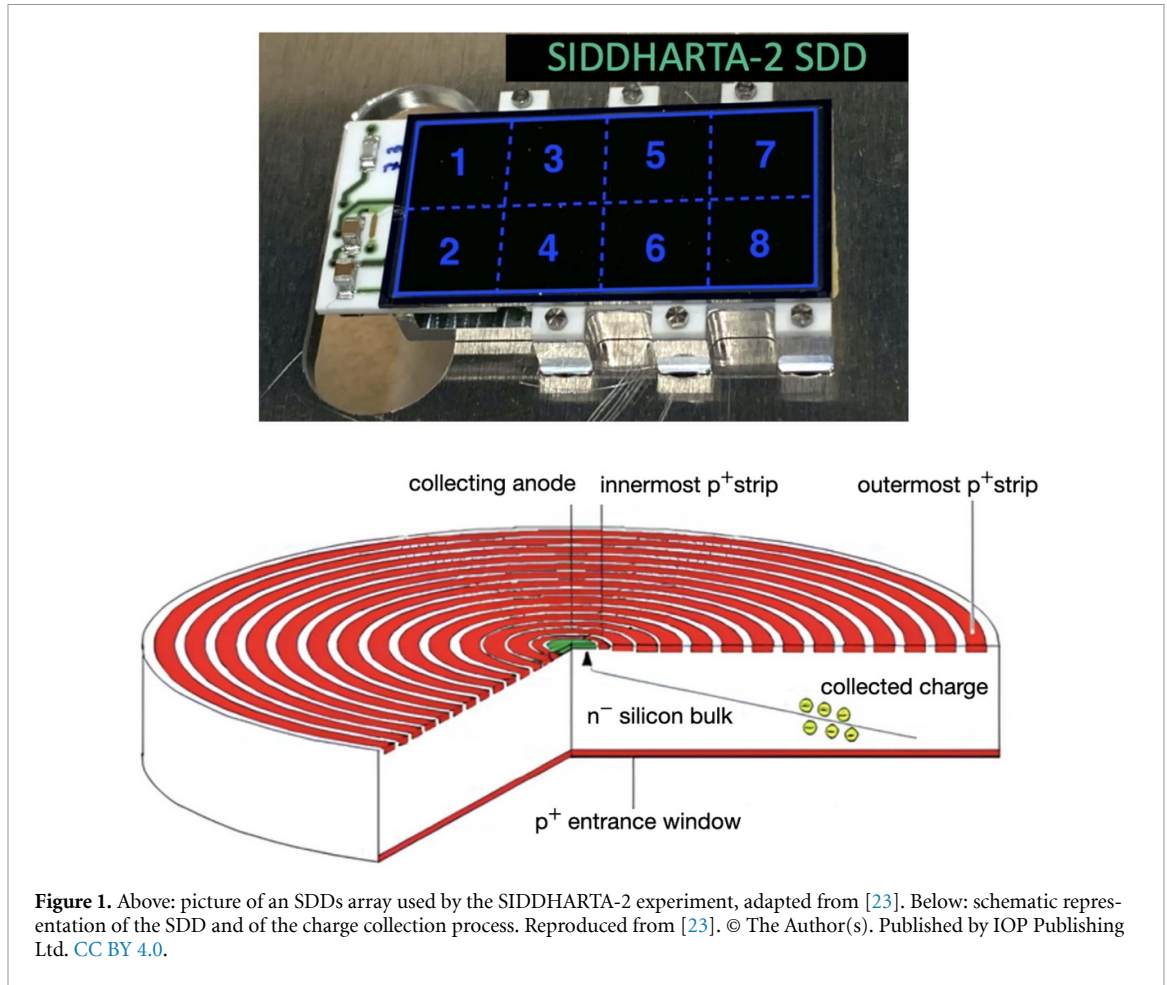 SIDDHARTA-2 SDD
1 3 5 7
2 4 6 8
collecting anode innermost p⁺strip outermost p⁺strip
collected charge
n⁻ silicon bulk
p⁺ entrance window
Figure 1. Above: picture of an SDDs array used by the SIDDHARTA-2 experiment, adapted from [23]. Below: schematic repres-
entation of the SDD and of the charge collection process. Reproduced from [23]. © The Author(s). Published by IOP Publishing
Ltd. CC BY 4.0.